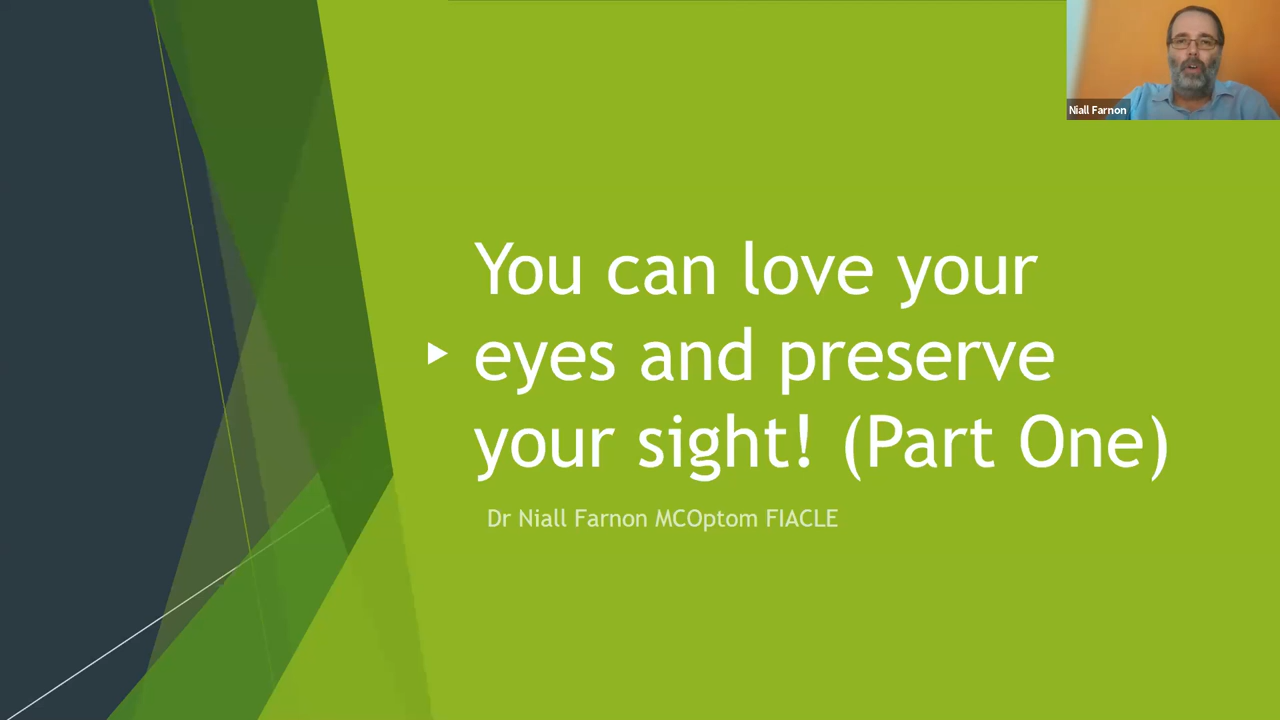 Niall Farnon
You can love your
eyes and preserve
your sight! (Part One)
Dr Niall Farnon MCOptom FIACLE